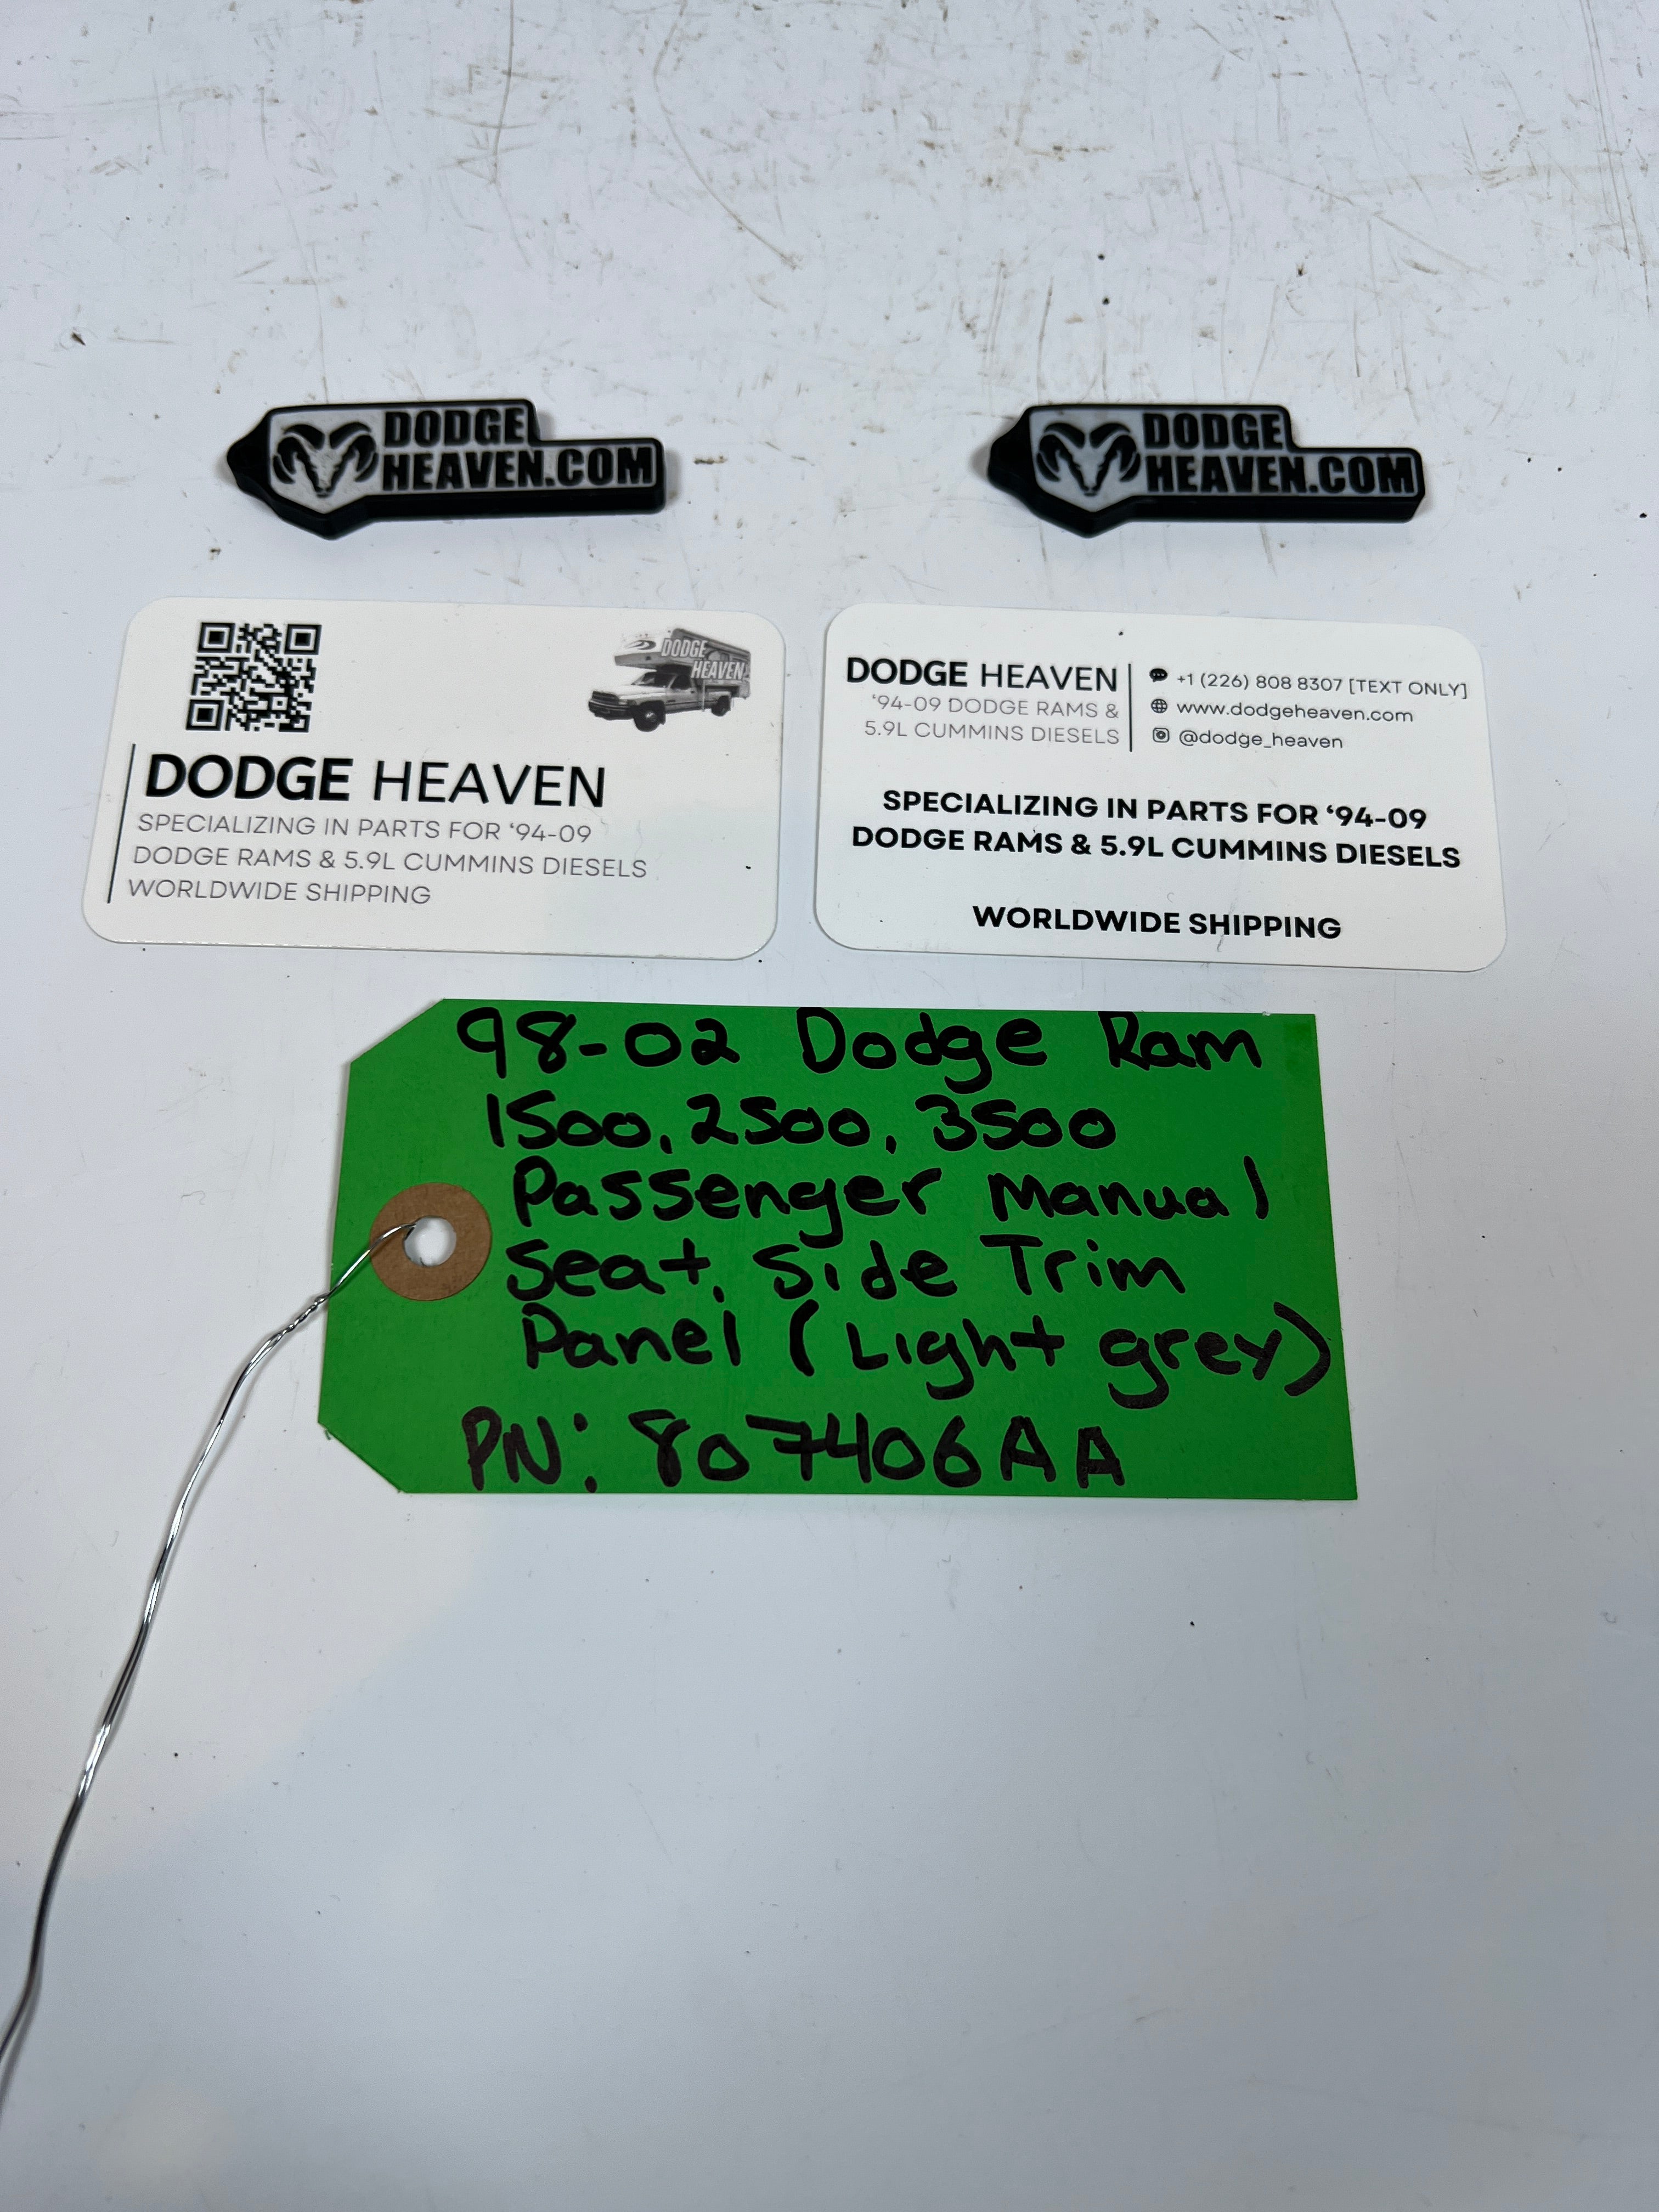 DODGE
HEAVEN.COM
DODGE
HEAVEN.COM
DODGE
HEAVEN
DODGE HEAVEN
SPECIALIZING IN PARTS FOR ‘94-09
DODGE RAMS & 5.9L CUMMINS DIESELS
WORLDWIDE SHIPPING
DODGE HEAVEN
‘94-09 DODGE RAMS &
5.9L CUMMINS DIESELS
+1 (226) 808 8307 [TEXT ONLY]
www.dodgeheaven.com
@dodge_heaven
SPECIALIZING IN PARTS FOR ‘94-09
DODGE RAMS & 5.9L CUMMINS DIESELS
WORLDWIDE SHIPPING
98-02 Dodge Ram
1500, 2500, 3500
Passenger Manual
Seat, Side Trim
Panel (Light grey)
PN: 807406AA